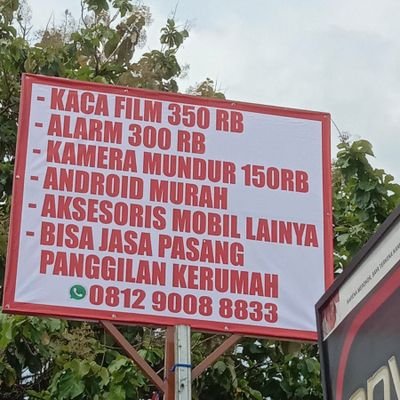 - KACA FILM 350 RB
- ALARM 300 RB
- KAMERA MUNDUR 150RB
- ANDROID MURAH
- AKSESORIS MOBIL LAINYA
- BISA JASA PASANG
PANGGILAN KERUMAH
0812 9008 8833